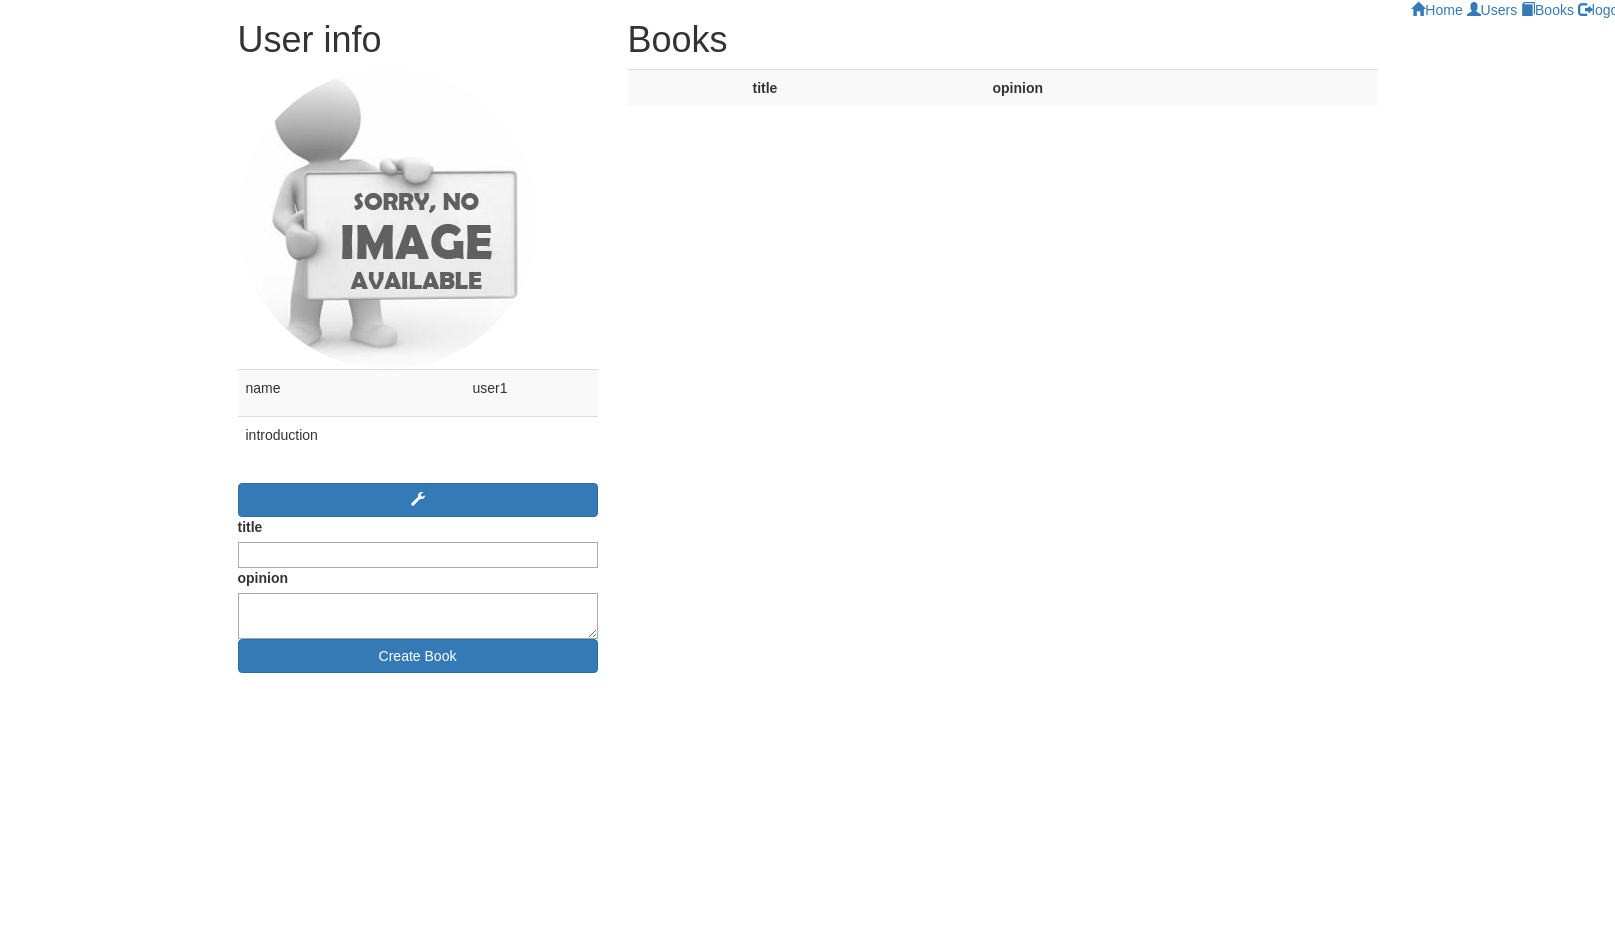 Home Users Books logo
User info
Books
title opinion
SORRY, NO
IMAGE
AVAILABLE
name user1
introduction
title
opinion
Create Book